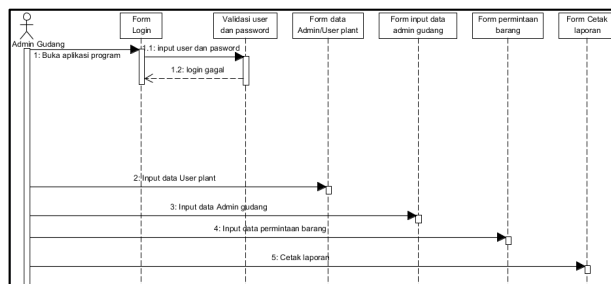 Form
Login
Validasi user
dan password
Form data
Admin/User plant
Form input data
admin gudang
Form permintaan
barang
Form Cetak
laporan
Admin Gudang
1: Buka aplikasi program
1.1: input user dan pasword
1.2: login gagal
2: Input data User plant
3: Input data Admin gudang
4: Input data permintaan barang
5: Cetak laporan